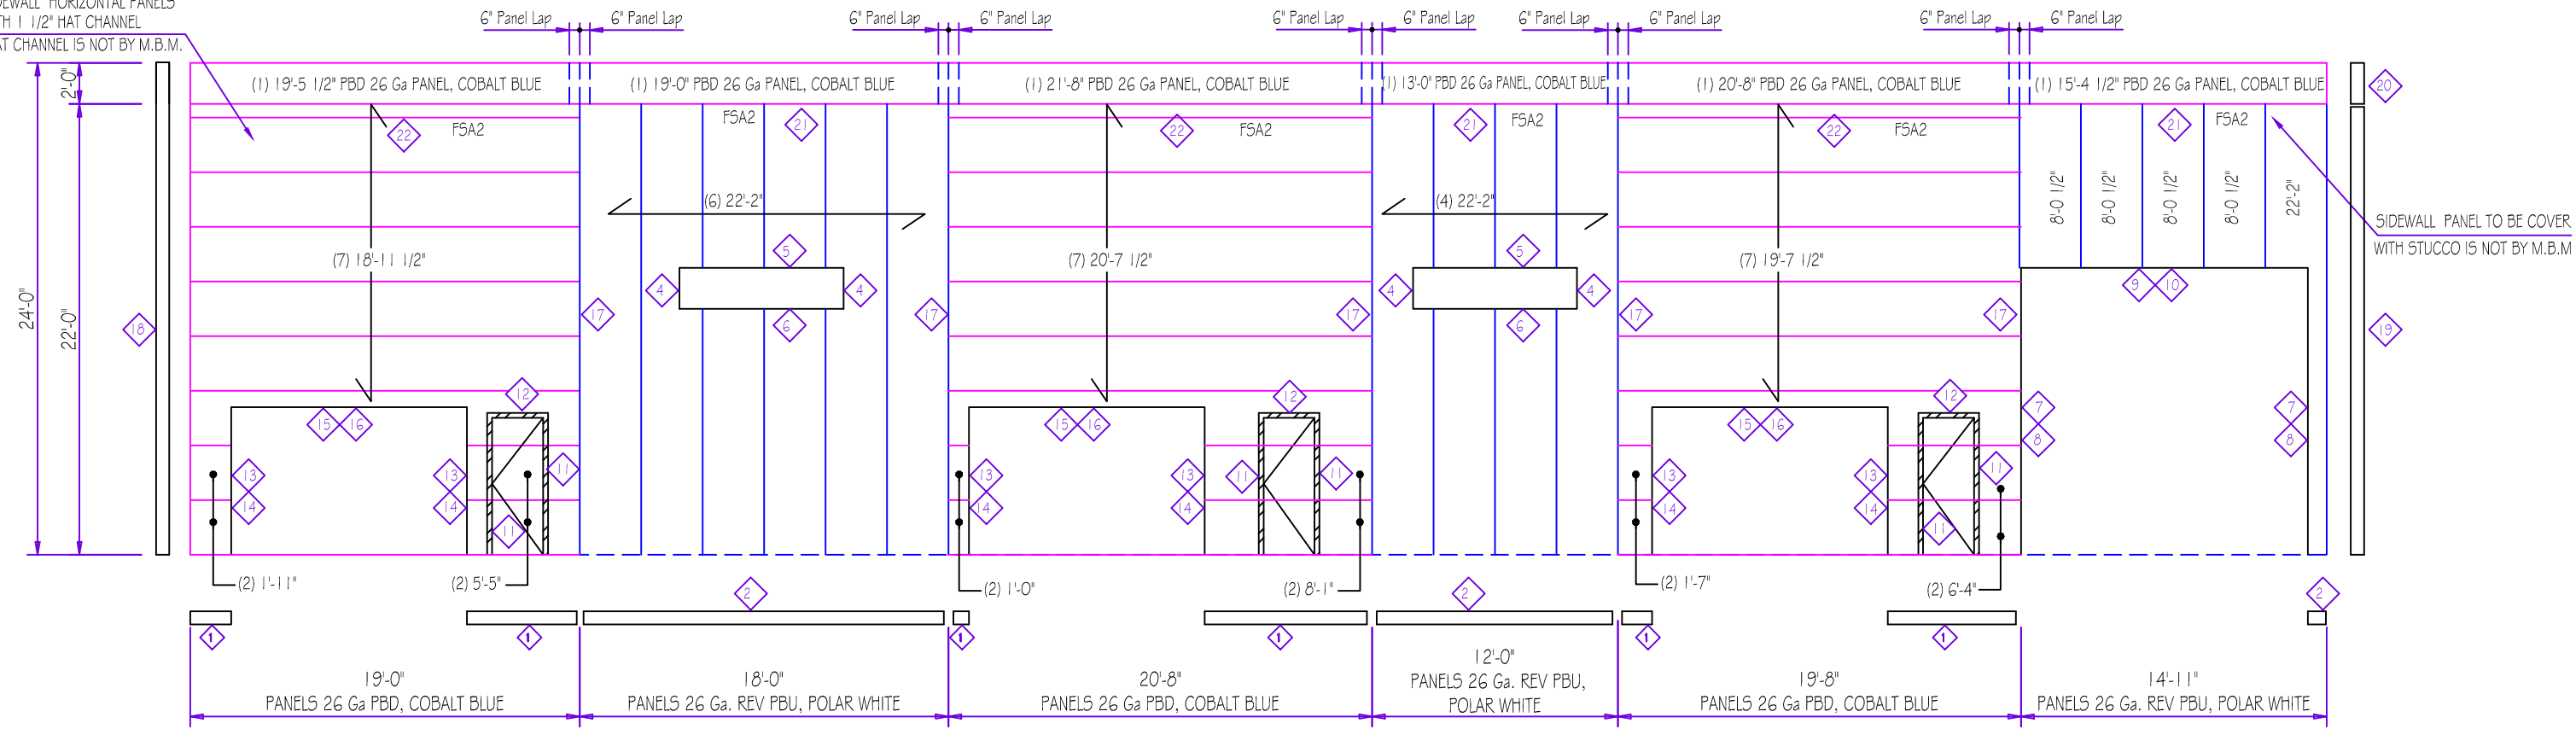 HORIZONTAL PANELS
1 1/2" HAT CHANNEL
CHANNEL IS NOT BY M.B.M.
6" Panel Lap 6" Panel Lap
6" Panel Lap 6" Panel Lap
6" Panel Lap 6" Panel Lap
6" Panel Lap 6" Panel Lap
6" Panel Lap 6" Panel Lap
(1) 19'-5 1/2" PBD 26 Ga PANEL, COBALT BLUE
(1) 19'-0" PBD 26 Ga PANEL, COBALT BLUE
(1) 21'-8" PBD 26 Ga PANEL, COBALT BLUE
(1) 13'-0" PBD 26 Ga PANEL, COBALT BLUE
(1) 20'-8" PBD 26 Ga PANEL, COBALT BLUE
(1) 15'-4 1/2" PBD 26 Ga PANEL, COBALT BLUE
20
24'-0"
2'-0"
22'-0"
22
FSA2
FSA2
21
22
FSA2
21
FSA2
22
FSA2
21
FSA2
8'-0 1/2"
8'-0 1/2"
8'-0 1/2"
8'-0 1/2"
22'-2"
SIDEWALL PANEL TO BE COVER
WITH STUCCO IS NOT BY M.B.M
(6) 22'-2"
(4) 22'-2"
(7) 18'-11 1/2"
(7) 20'-7 1/2"
(7) 19'-7 1/2"
5
5
4
4
4
4
9
10
6
6
18
17
17
17
17
17
19
12
12
12
15
16
15
16
15
16
7
8
7
8
13
14
13
14
11
11
13
14
13
14
11
11
13
14
13
14
11
11
(2) 1'-11"
(2) 5'-5"
(2) 1'-0"
(2) 8'-1"
(2) 1'-7"
(2) 6'-4"
2
2
2
1
1
1
1
1
1
19'-0"
PANELS 26 Ga PBD, COBALT BLUE
18'-0"
PANELS 26 Ga. REV PBU, POLAR WHITE
20'-8"
PANELS 26 Ga PBD, COBALT BLUE
12'-0"
PANELS 26 Ga. REV PBU,
POLAR WHITE
19'-8"
PANELS 26 Ga PBD, COBALT BLUE
14'-11"
PANELS 26 Ga. REV PBU, POLAR WHITE